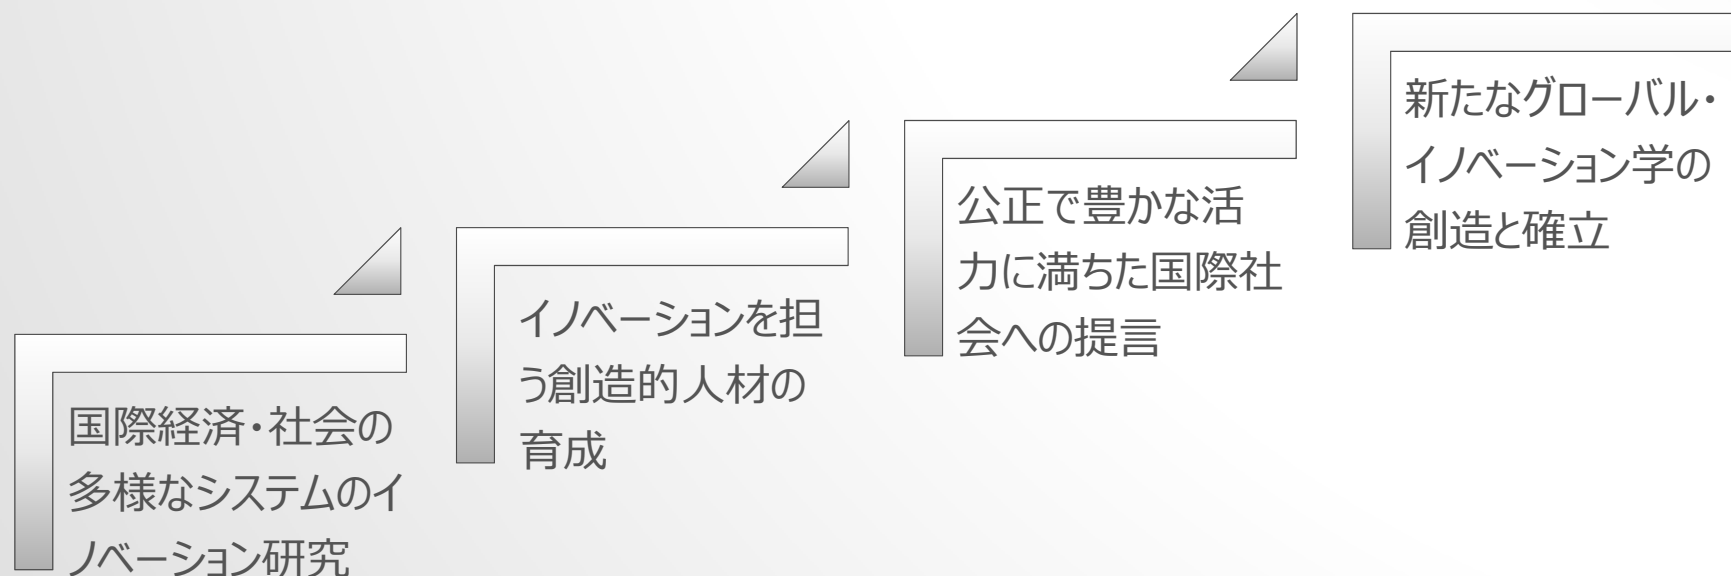 国際経済・社会の
多様なシステムのイ
ノベーション研究
イノベーションを担
う創造的人材の
育成
公正で豊かな活
力に満ちた国際社
会への提言
新たなグローバル・
イノベーション学の
創造と確立